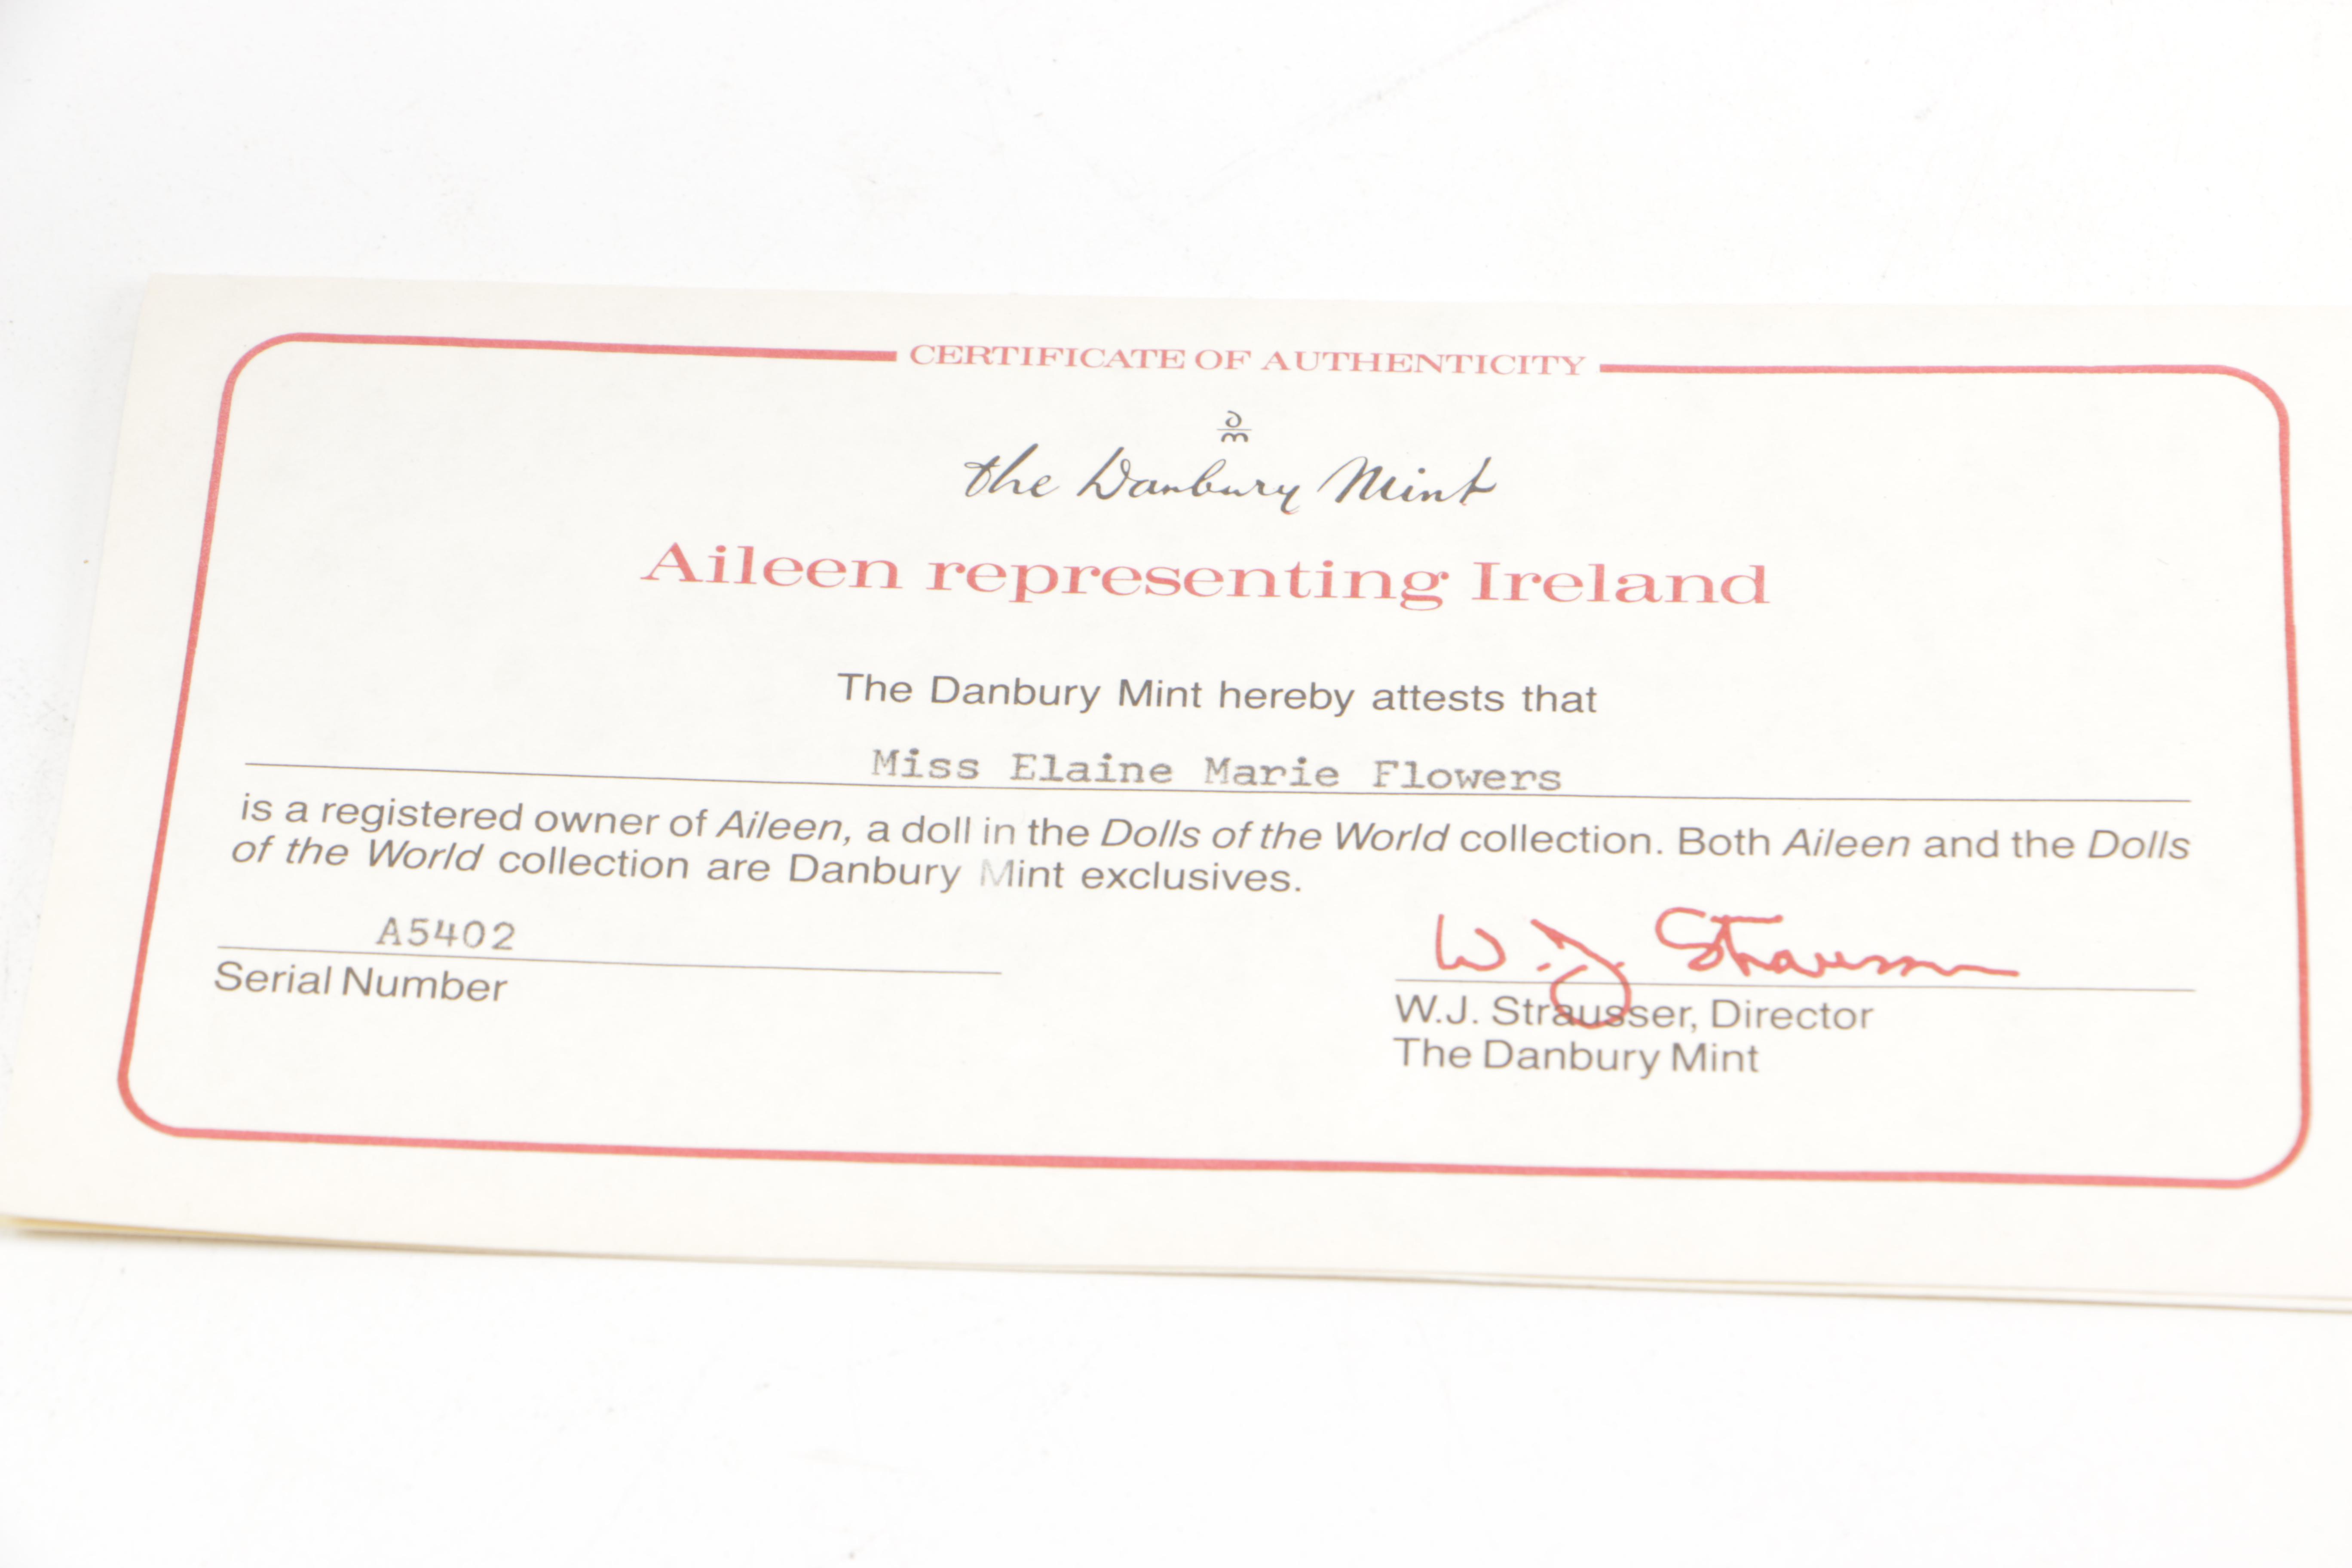 CERTIFICATE OF AUTHENTICITY
dm
the Danbury Mint
Aileen representing Ireland
The Danbury Mint hereby attests that
Miss Elaine Marie Flowers
is a registered owner of Aileen, a doll in the Dolls of the World collection. Both Aileen and the Dolls
of the World collection are Danbury Mint exclusives.
A5402
Serial Number
W. J. Strausser
W.J. Strausser, Director
The Danbury Mint